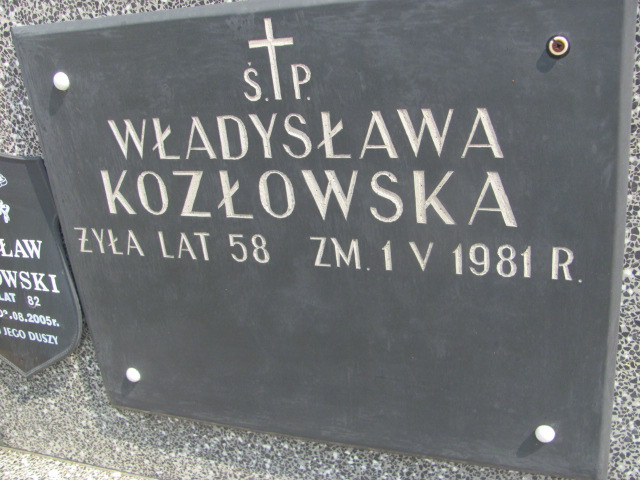 Ś. P.
WŁADYSŁAWA
KOZŁOWSKA
ŻYŁA LAT 58 ZM. 1 V 1981 R.
ŁAW
OWSKI
LAT 82
.08.2005r.
JEGO DUSZY